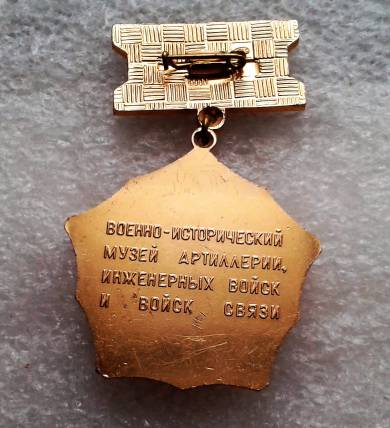 ВОЕННО-ИСТОРИЧЕСКИЙ
МУЗЕЙ АРТИЛЛЕРИИ,
ИНЖЕНЕРНЫХ ВОЙСК
И ВОЙСК СВЯЗИ